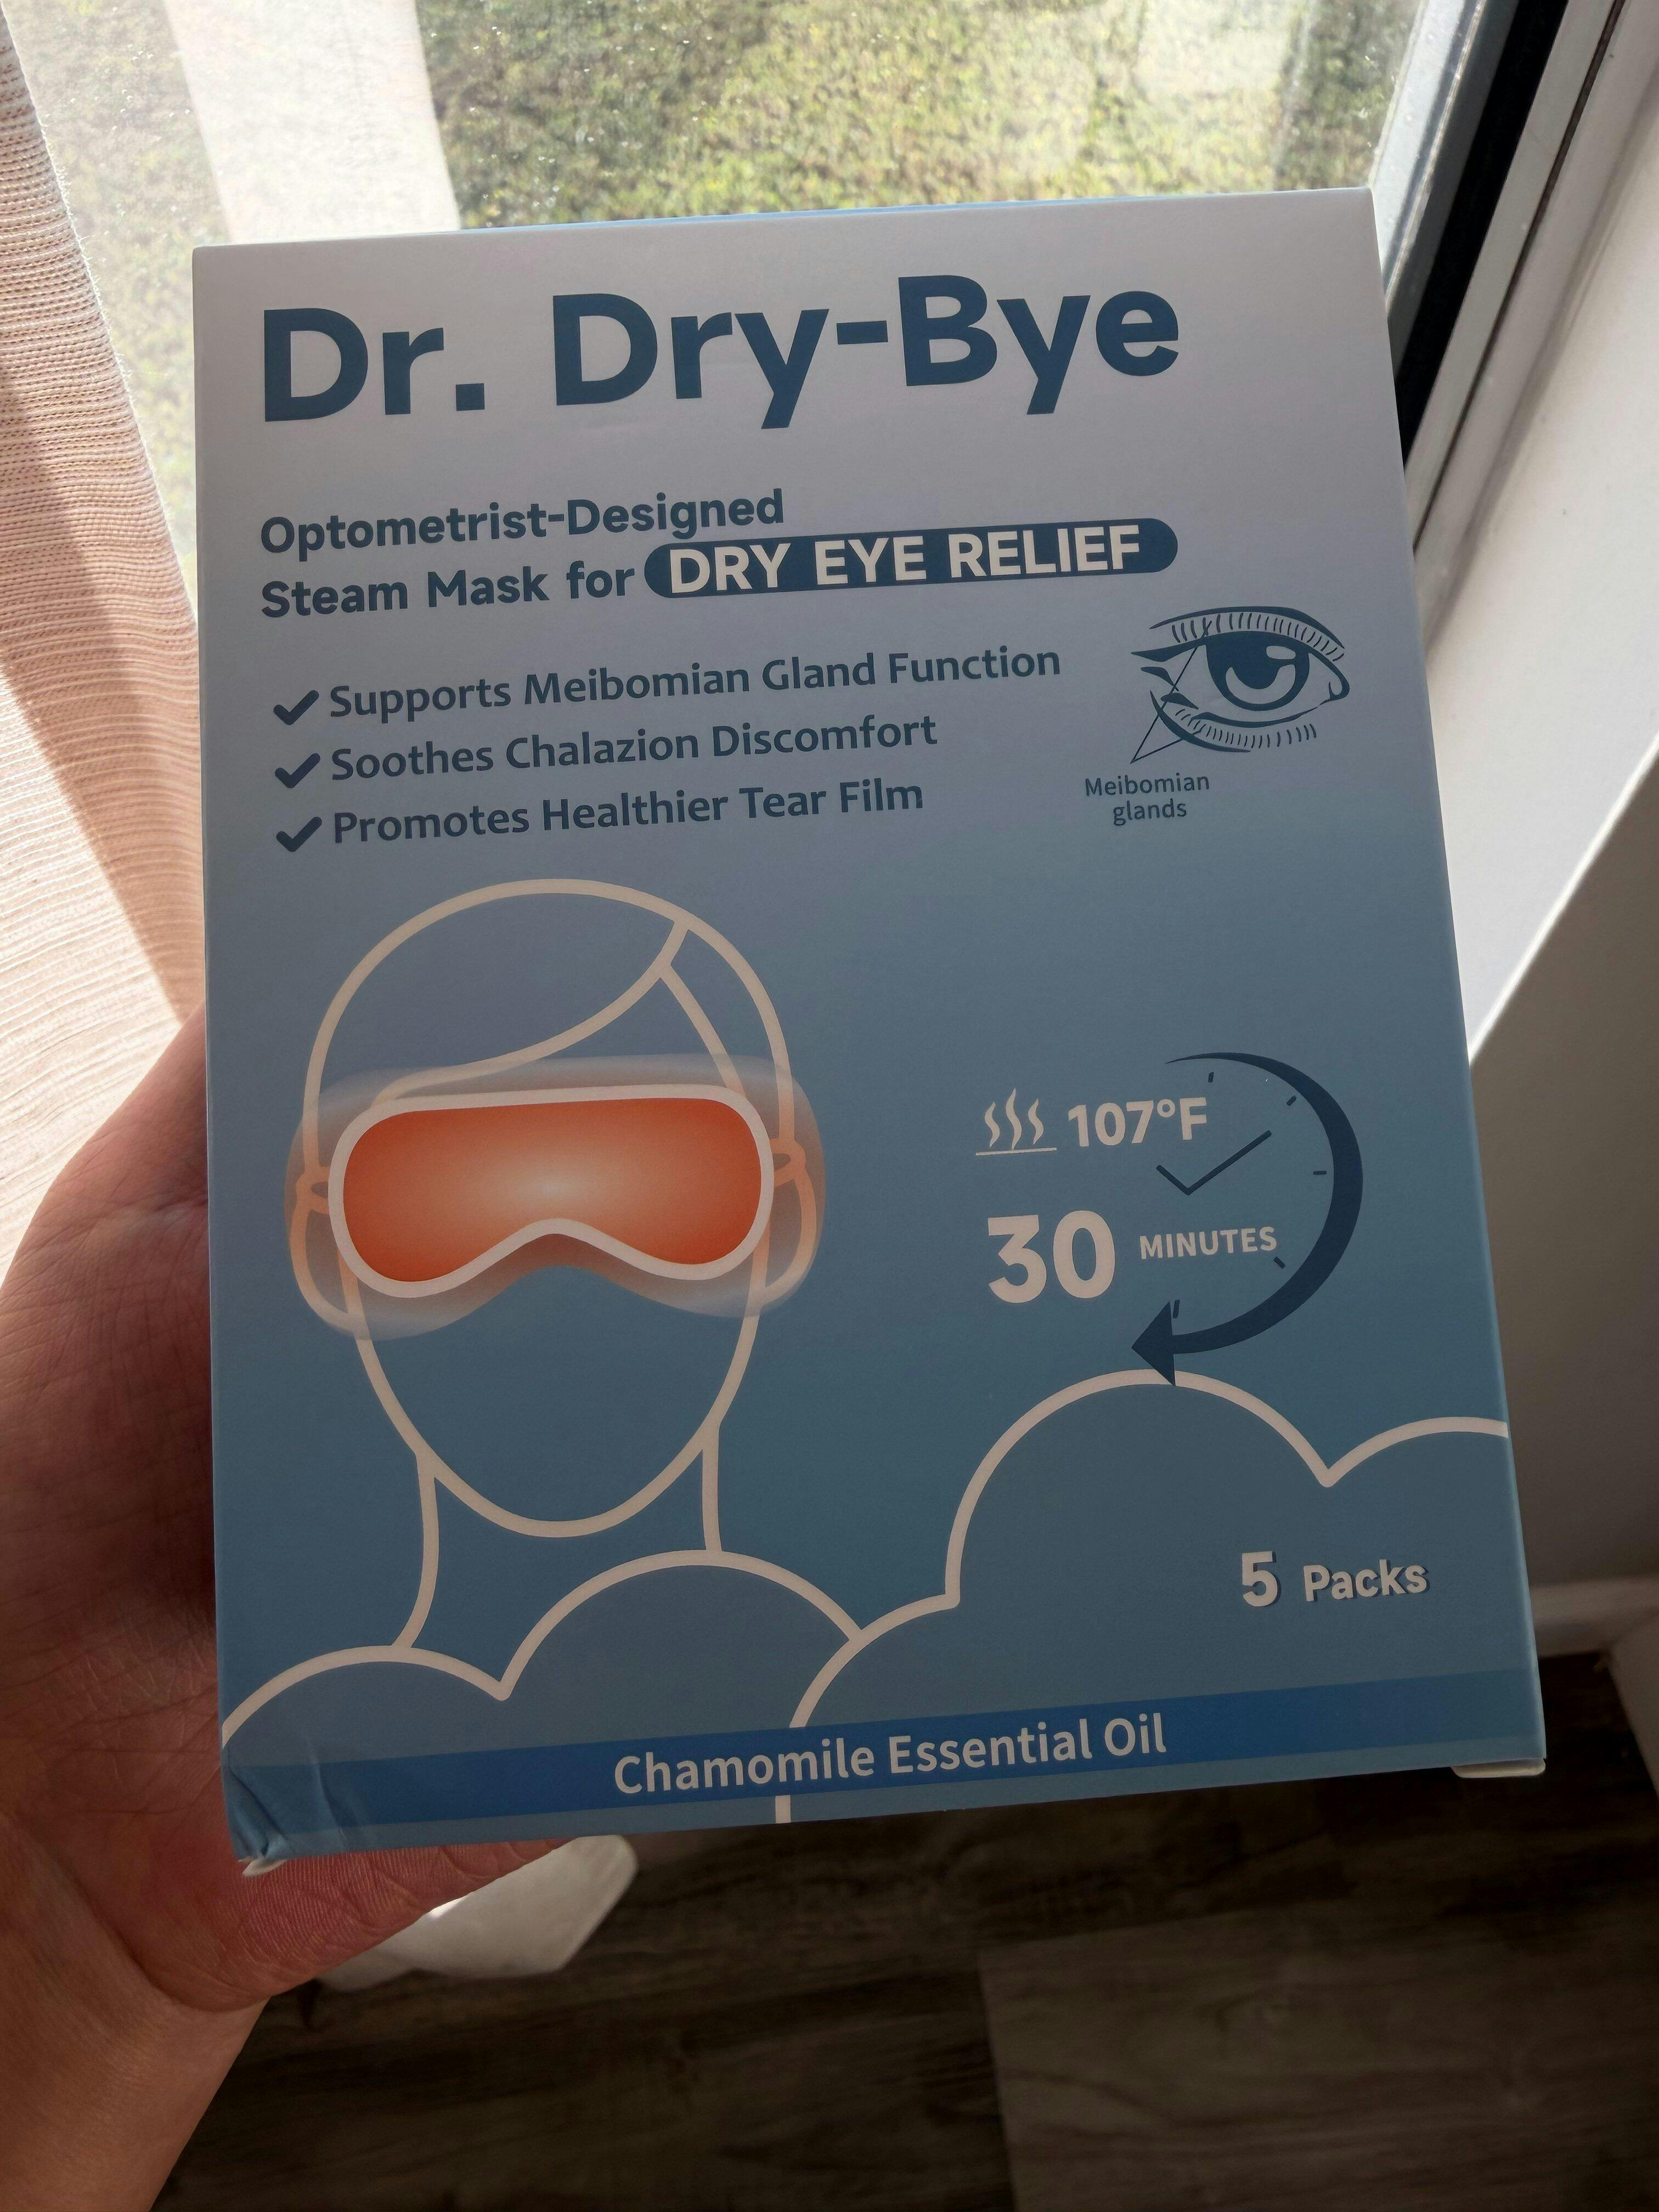 Dr. Dry-Bye
Optometrist-Designed
Steam Mask for DRY EYE RELIEF
Supports Meibomian Gland Function
Soothes Chalazion Discomfort
Promotes Healthier Tear Film
Meibomian
glands
107°F
30 MINUTES
5 Packs
Chamomile Essential Oil